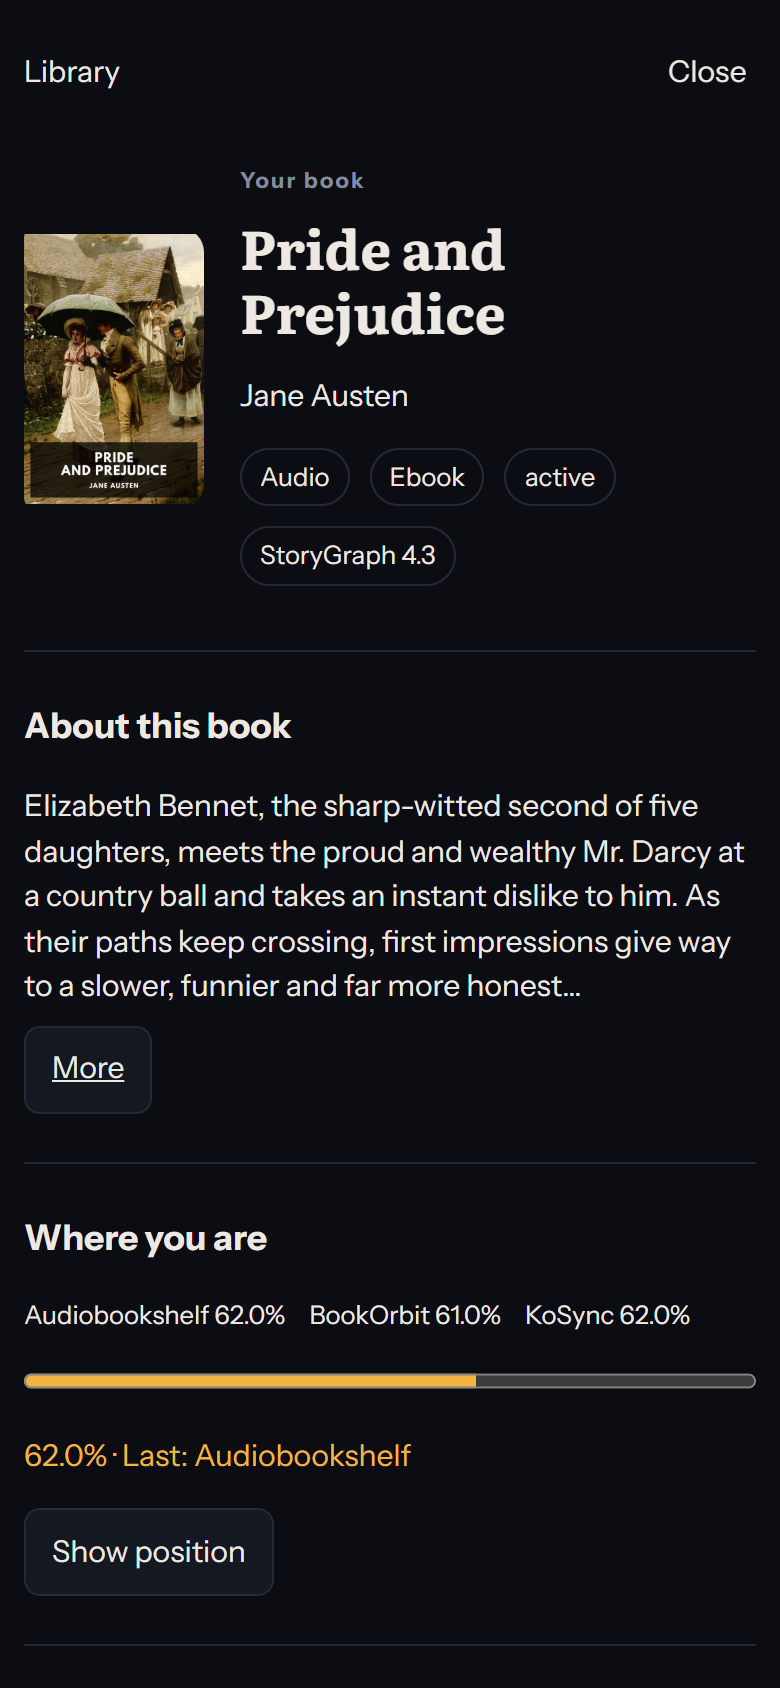 Library
Close
Your book
Pride and
Prejudice
Jane Austen
PRIDE
AND PREJUDICE
JANE AUSTEN
Audio
Ebook
active
StoryGraph 4.3
About this book
Elizabeth Bennet, the sharp-witted second of five
daughters, meets the proud and wealthy Mr. Darcy at
a country ball and takes an instant dislike to him. As
their paths keep crossing, first impressions give way
to a slower, funnier and far more honest...
More
Where you are
Audiobookshelf 62.0% BookOrbit 61.0% KoSync 62.0%
62.0% · Last: Audiobookshelf
Show position